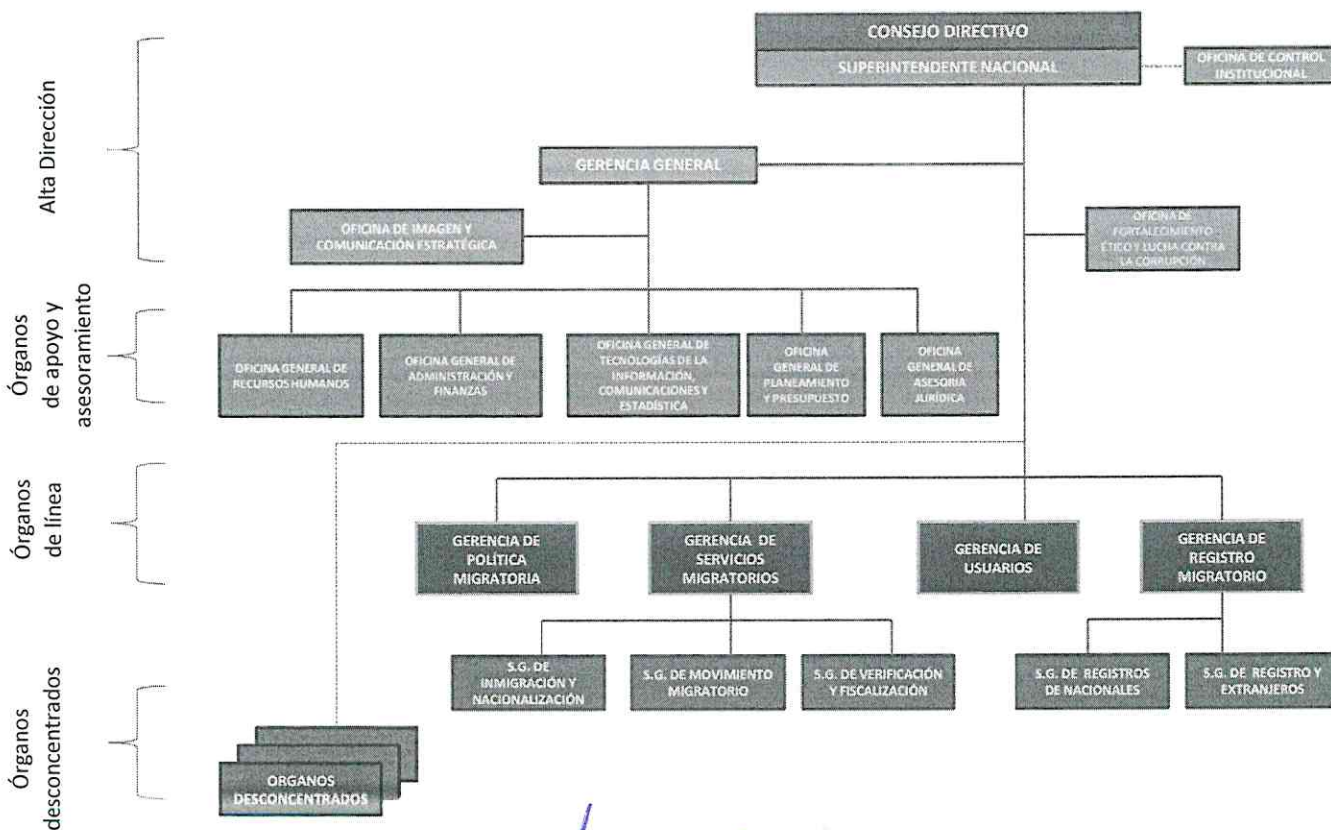 CONSEJO DIRECTIVO
SUPERINTENDENTE NACIONAL
OFICINA DE CONTROL
INSTITUCIONAL
Alta Dirección
GERENCIA GENERAL
OFICINA DE IMAGEN Y
COMUNICACIÓN ESTRATÉGICA
OFICINA DE
FORTALECIMIENTO
ÉTICO Y LUCHA CONTRA
LA CORRUPCIÓN
Órganos
de apoyo y
asesoramiento
OFICINA GENERAL DE
RECURSOS HUMANOS
OFICINA GENERAL DE
ADMINISTRACIÓN Y
FINANZAS
OFICINA GENERAL DE
TECNOLOGÍAS DE LA
INFORMACIÓN,
COMUNICACIONES Y
ESTADÍSTICA
OFICINA
GENERAL DE
PLANEAMIENTO
Y PRESUPUESTO
OFICINA
GENERAL DE
ASESORÍA
JURÍDICA
Órganos
de línea
GERENCIA DE
POLÍTICA
MIGRATORIA
GERENCIA DE
SERVICIOS
MIGRATORIOS
GERENCIA DE
USUARIOS
GERENCIA DE
REGISTRO
MIGRATORIO
S.G. DE
INMIGRACIÓN Y
NACIONALIZACIÓN
S.G. DE MOVIMIENTO
MIGRATORIO
S.G. DE VERIFICACIÓN
Y FISCALIZACIÓN
S.G. DE REGISTROS
DE NACIONALES
S.G. DE REGISTRO Y
EXTRANJEROS
Órganos
desconcentrados
ÓRGANOS
DESCONCENTRADOS